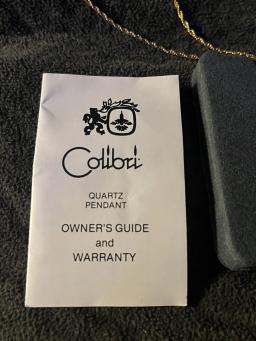 Colibri
QUARTZ
PENDANT
OWNER'S GUIDE
and
WARRANTY